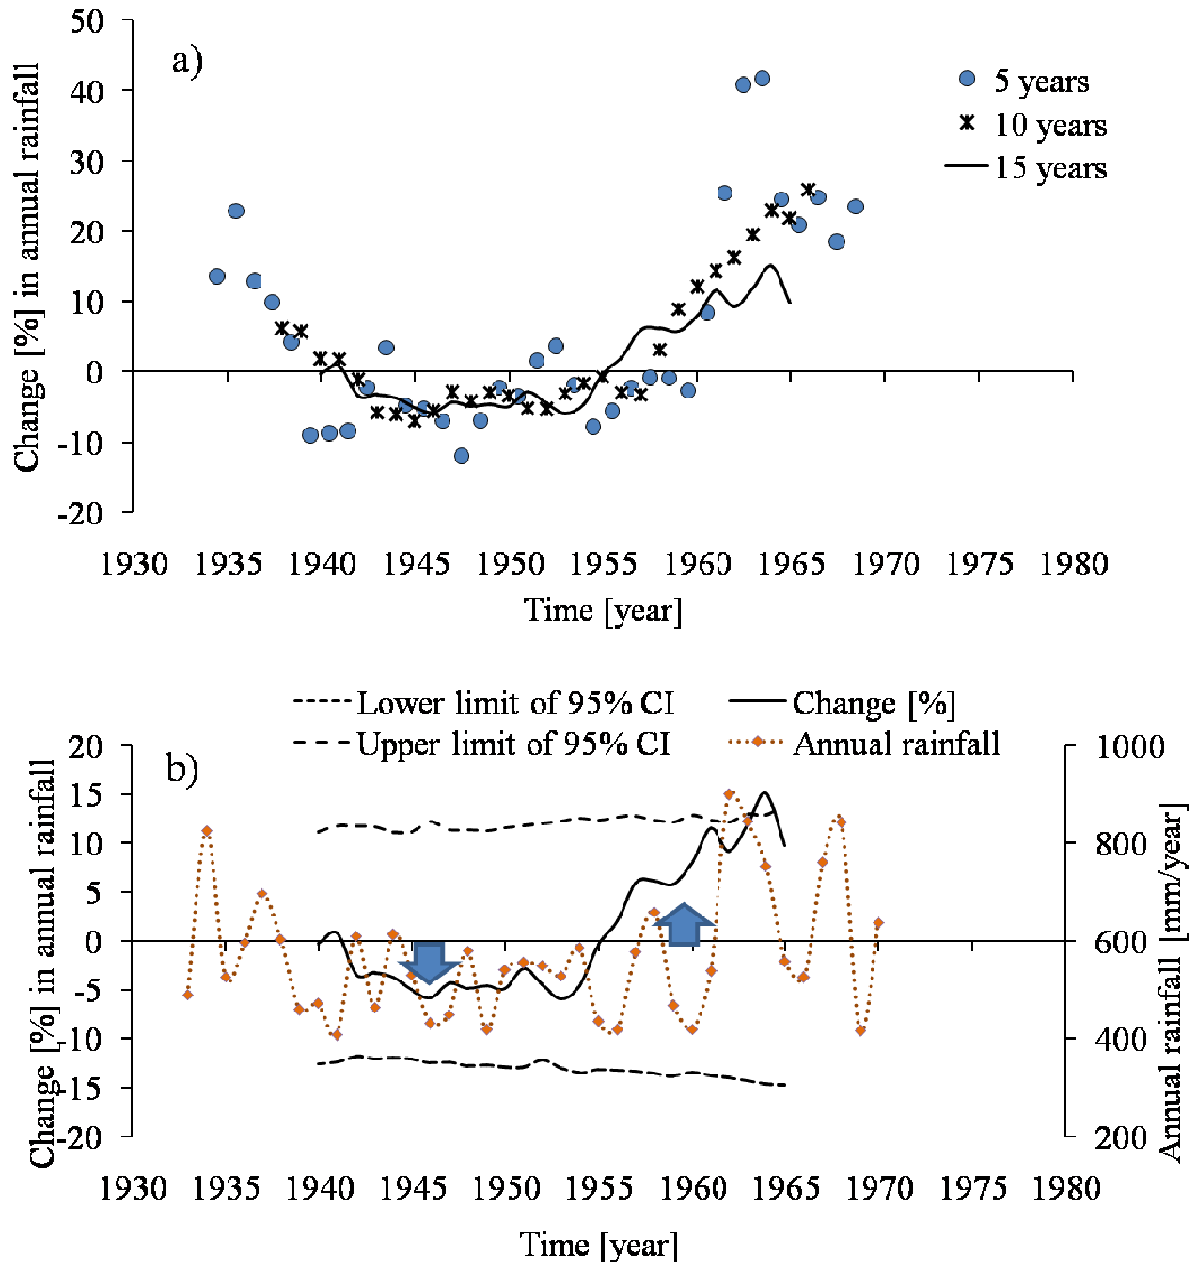 a)
Change [%] in annual rainfall
50
40
30
20
10
0
-10
-20
5 years
10 years
15 years
1930 1935 1940 1945 1950 1955 1960 1965 1970 1975 1980
Time [year]
Lower limit of 95% CI
Change [%]
Upper limit of 95% CI
Annual rainfall
b)
Change [%] in annual rainfall
20
15
10
5
0
-5
-10
-15
-20
1000
800
600
400
200
Annual rainfall [mm/year]
1930 1935 1940 1945 1950 1955 1960 1965 1970 1975 1980
Time [year]